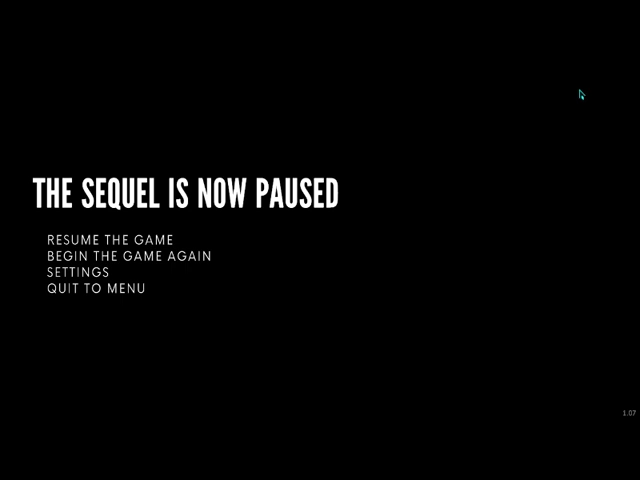 THE SEQUEL IS NOW PAUSED
RESUME THE GAME
BEGIN THE GAME AGAIN
SETTINGS
QUIT TO MENU
1.07